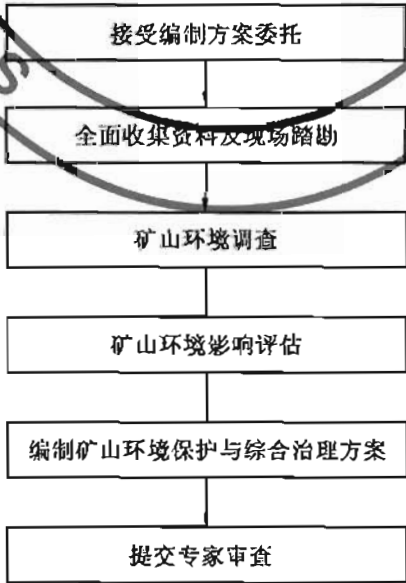 接受编制方案委托
全面收集资料及现场踏勘
矿山环境调查
矿山环境影响评估
编制矿山环境保护与综合治理方案
提交专家审查